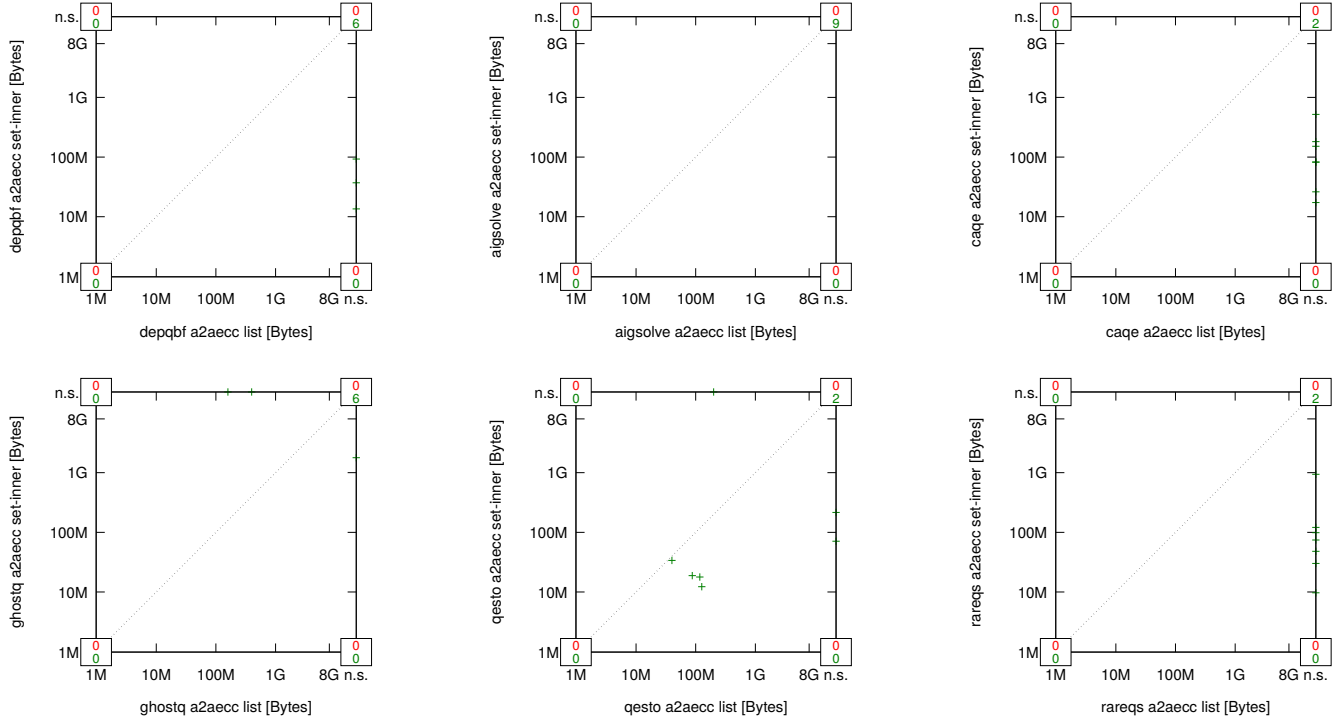 depqbf a2aecc set-inner [Bytes]
n.s.
8G
1G
100M
10M
1M
0
0
0
6
0
0
0
0
1M 10M 100M 1G 8G n.s.
depqbf a2aecc list [Bytes]
aigsolve a2aecc set-inner [Bytes]
n.s.
8G
1G
100M
10M
1M
0
0
0
9
0
0
0
0
1M 10M 100M 1G 8G n.s.
aigsolve a2aecc list [Bytes]
caqe a2aecc set-inner [Bytes]
n.s.
8G
1G
100M
10M
1M
0
0
0
2
0
0
0
0
1M 10M 100M 1G 8G n.s.
caqe a2aecc list [Bytes]
ghostq a2aecc set-inner [Bytes]
n.s.
8G
1G
100M
10M
1M
0
0
0
6
0
0
0
0
1M 10M 100M 1G 8G n.s.
ghostq a2aecc list [Bytes]
qesto a2aecc set-inner [Bytes]
n.s.
8G
1G
100M
10M
1M
0
0
0
2
0
0
0
0
1M 10M 100M 1G 8G n.s.
qesto a2aecc list [Bytes]
rareqs a2aecc set-inner [Bytes]
n.s.
8G
1G
100M
10M
1M
0
0
0
2
0
0
0
0
1M 10M 100M 1G 8G n.s.
rareqs a2aecc list [Bytes]